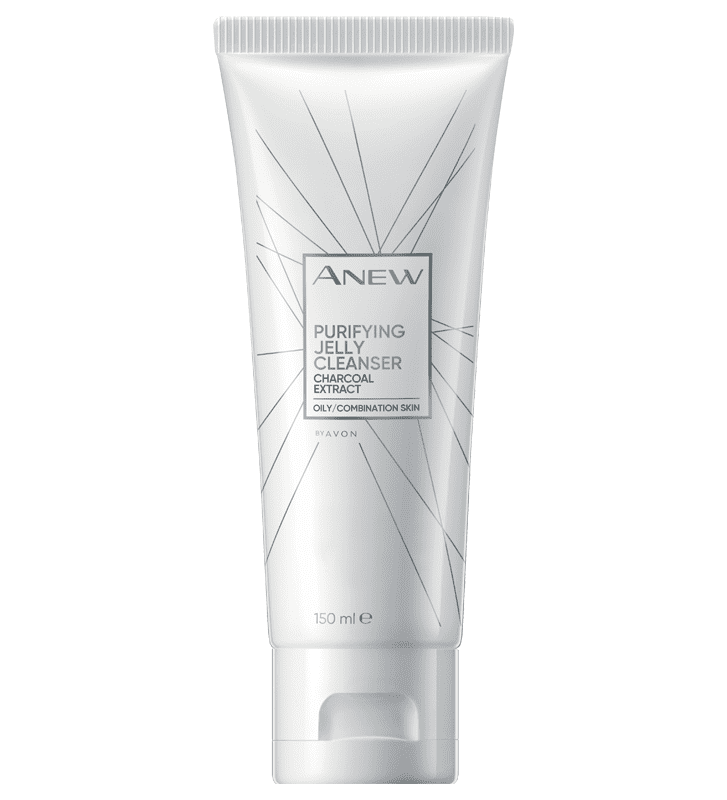 ANEW
PURIFYING
JELLY
CLEANSER
CHARCOAL
EXTRACT
OILY/COMBINATION SKIN
BY AVON
150 ml ℮